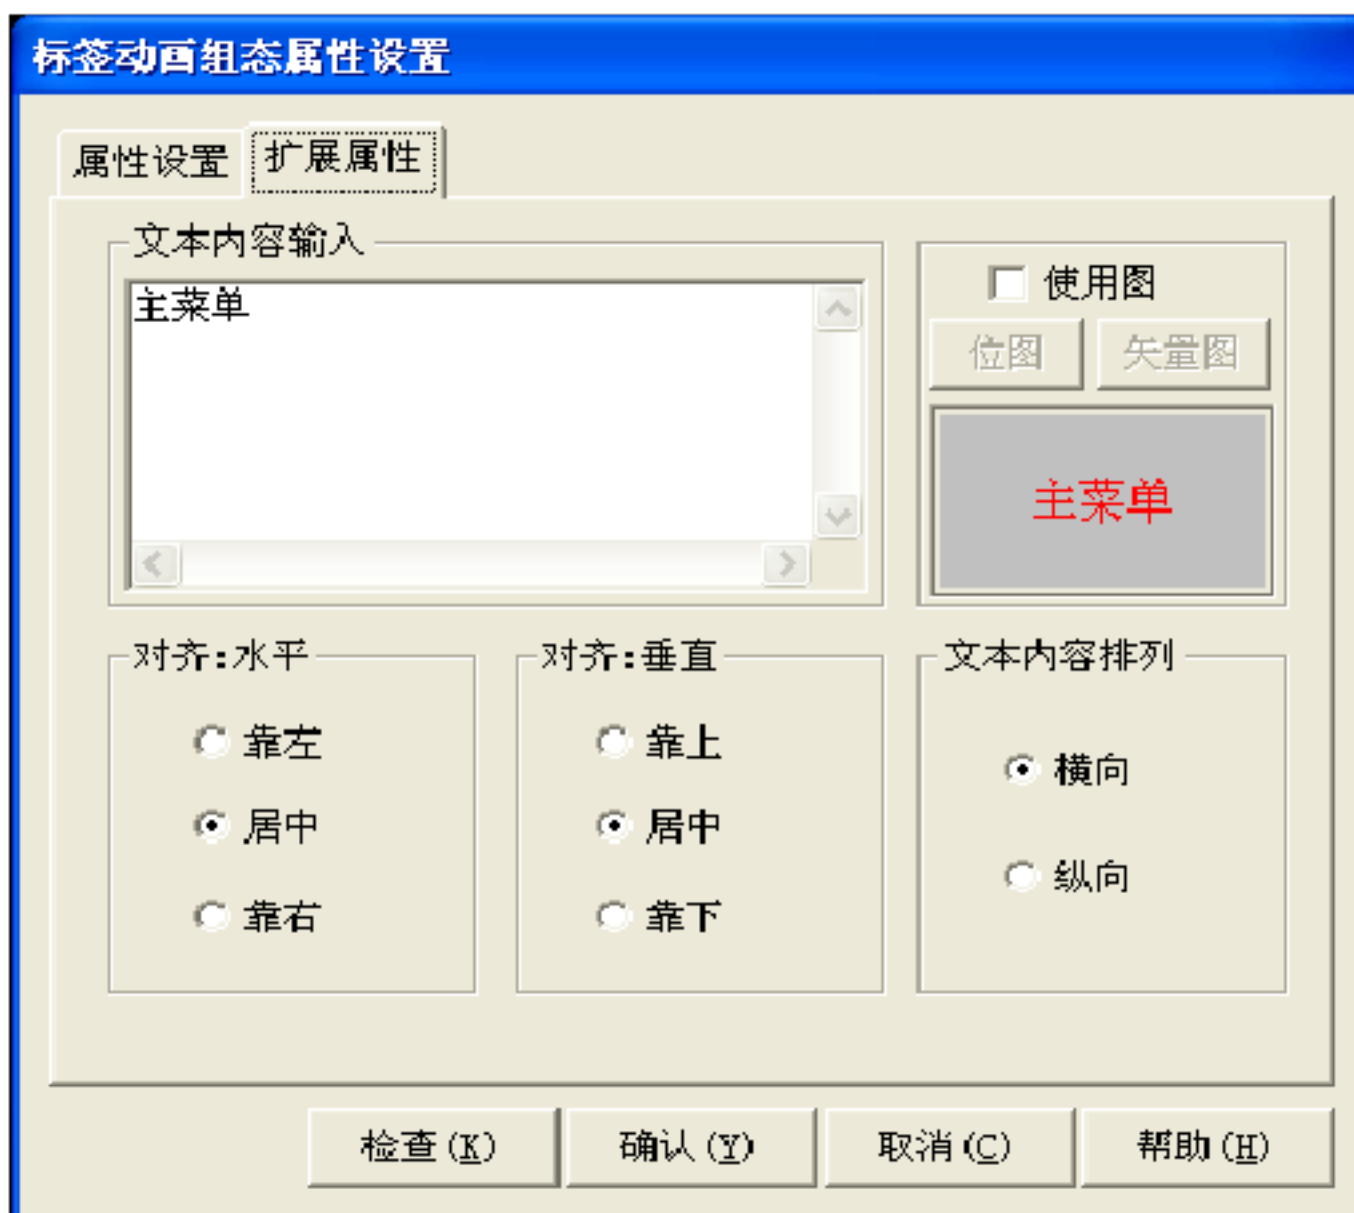 标签动画组态属性设置
属性设置 扩展属性
文本内容输入
主菜单
使用图
位图 矢量图
主菜单
对齐:水平 对齐:垂直 文本内容排列
靠左 靠上
横向
居中 居中
纵向
靠右 靠下
检查(K) 确认(Y) 取消(C) 帮助(H)